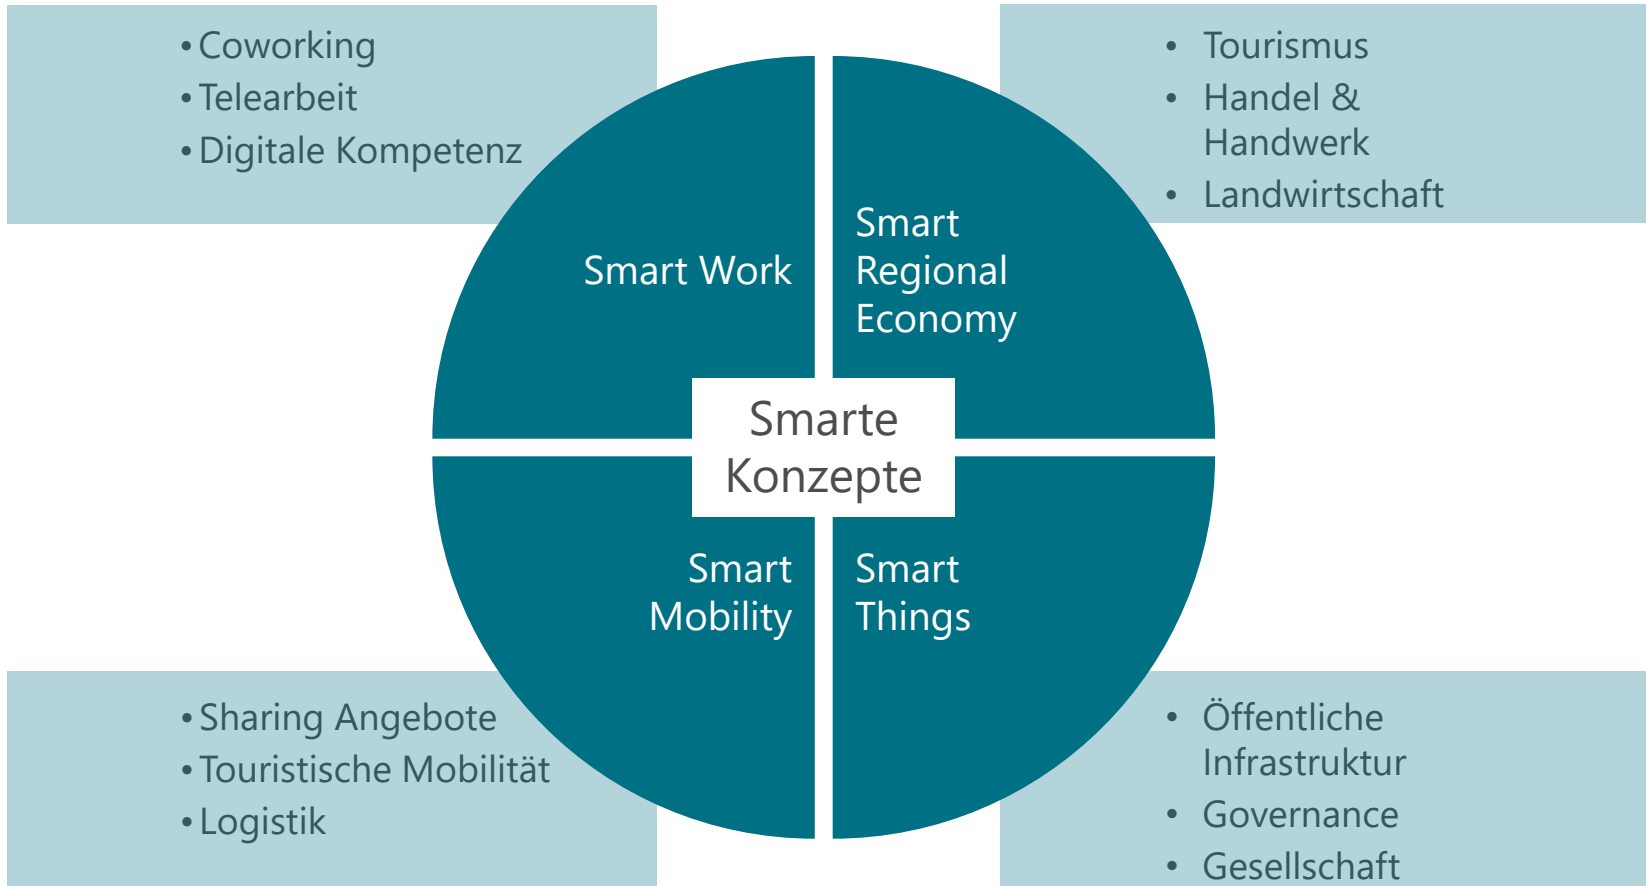 • Coworking
• Telearbeit
• Digitale Kompetenz
• Tourismus
• Handel &
Handwerk
• Landwirtschaft
Smart Work
Smart
Regional
Economy
Smarte
Konzepte
Smart
Mobility
Smart
Things
• Sharing Angebote
• Touristische Mobilität
• Logistik
• Öffentliche
Infrastruktur
• Governance
• Gesellschaft